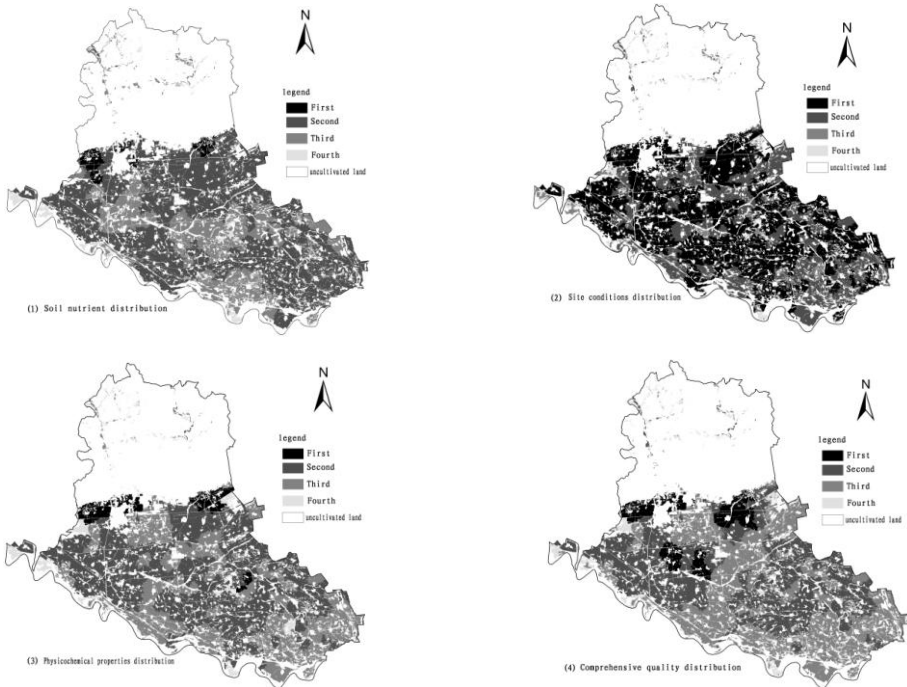 N
legend
First
Second
Third
Fourth
uncultivated land
(1) Soil nutrient distribution
N
legend
First
Second
Third
Fourth
uncultivated land
(2) Site conditions distribution
N
legend
First
Second
Third
Fourth
uncultivated land
(3) Physicochemical properties distribution
N
legend
First
Second
Third
Fourth
uncultivated land
(4) Comprehensive quality distribution